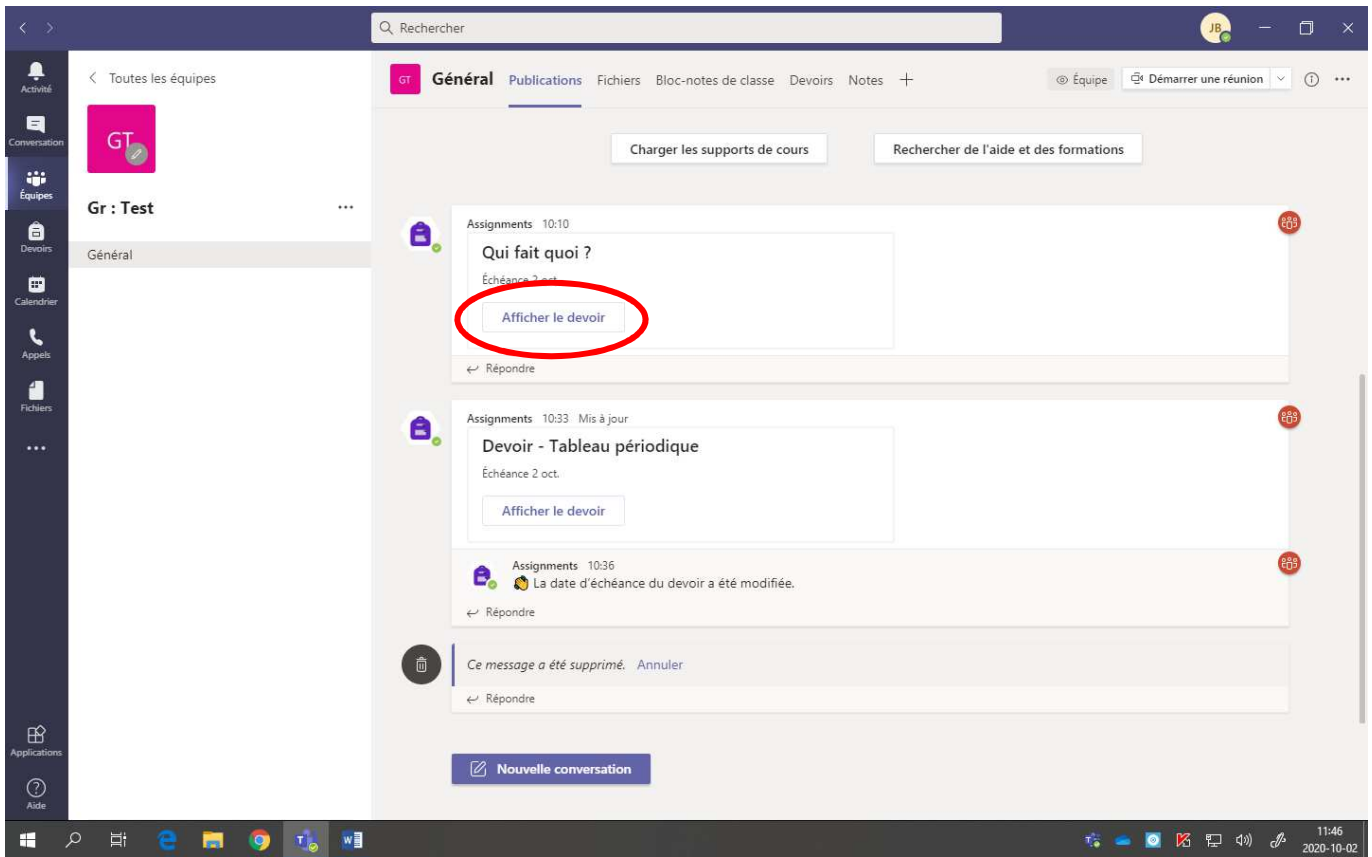 Rechercher
JB
Activité
Conversation
Équipes
Devoirs
Calendrier
Appels
Fichiers
Applications
Aide
Toutes les équipes
GT
Gr : Test
Général
GT Général Publications Fichiers Bloc-notes de classe Devoirs Notes Équipe Démarrer une réunion
Charger les supports de cours Rechercher de l'aide et des formations
Assignments 10:10
Qui fait quoi ?
Échéance 2 oct.
Afficher le devoir
Répondre
Assignments 10:33 Mis à jour
Devoir - Tableau périodique
Échéance 2 oct.
Afficher le devoir
Assignments 10:36
La date d'échéance du devoir a été modifiée.
Répondre
Ce message a été supprimé. Annuler
Répondre
Nouvelle conversation
11:46
2020-10-02